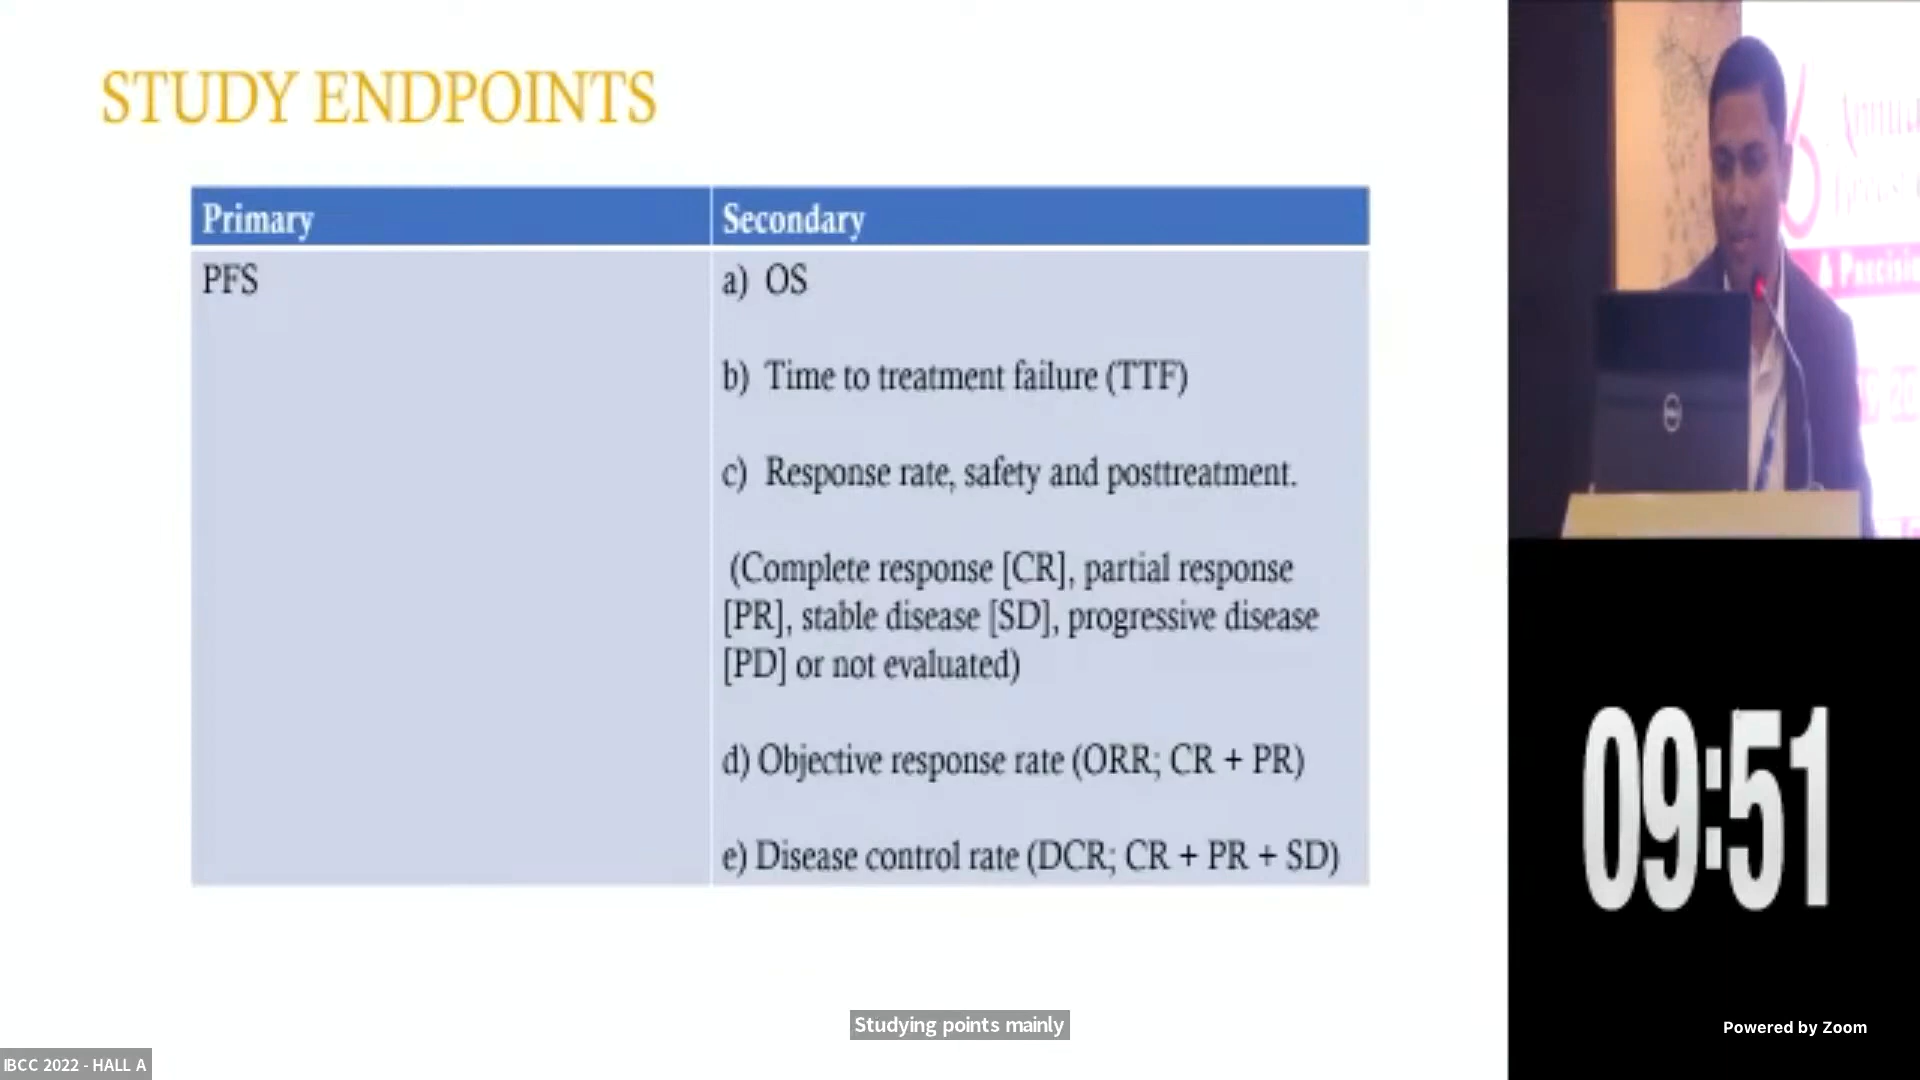 STUDY ENDPOINTS
Primary
Secondary
PFS
a) OS
b) Time to treatment failure (TTF)
c) Response rate, safety and posttreatment.
(Complete response [CR], partial response
[PR], stable disease [SD], progressive disease
[PD] or not evaluated)
d) Objective response rate (ORR; CR + PR)
e) Disease control rate (DCR; CR + PR + SD)
A Precisio
09:51
Studying points mainly
Powered by Zoom
IBCC 2022 - HALL A